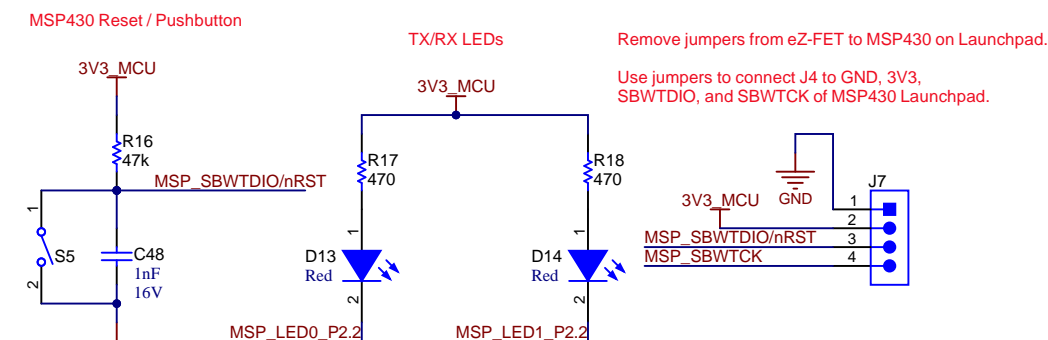 MSP430 Reset / Pushbutton
TX/RX LEDs
Remove jumpers from eZ-FET to MSP430 on Launchpad.
Use jumpers to connect J4 to GND, 3V3,
SBWTDIO, and SBWTCK of MSP430 Launchpad.
3V3_MCU
R16
47k
MSP_SBWTDIO/nRST
1
S5
2
C48
1nF
16V
3V3_MCU
R17
470
R18
470
1
D13
Red
2
1
D14
Red
2
MSP_LED0_P2.2
MSP_LED1_P2.2
GND
J7
3V3_MCU
1
2
MSP_SBWTDIO/nRST
3
MSP_SBWTCK
4